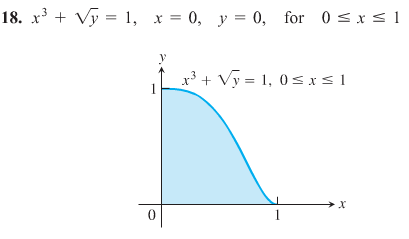 18. x³ + √y = 1, x = 0, y = 0, for 0 ≤ x ≤ 1
y
x³ + √y = 1, 0 ≤ x ≤ 1
1
x
0
1